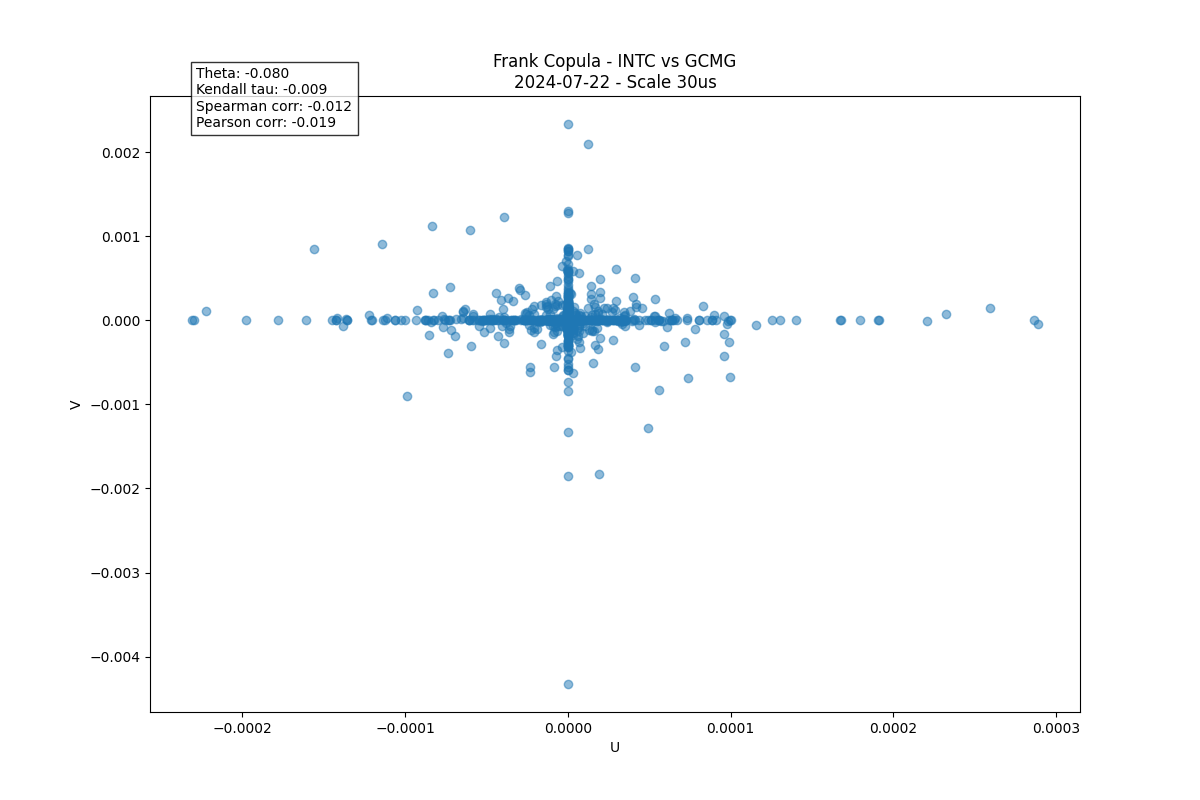 Frank Copula - INTC vs GCMG
2024-07-22 - Scale 30us
Theta: -0.080
Kendall tau: -0.009
Spearman corr: -0.012
Pearson corr: -0.019
0.002
0.001
0.000
−0.001
−0.002
−0.003
−0.004
V
−0.0002
−0.0001
0.0000
0.0001
0.0002
0.0003
U